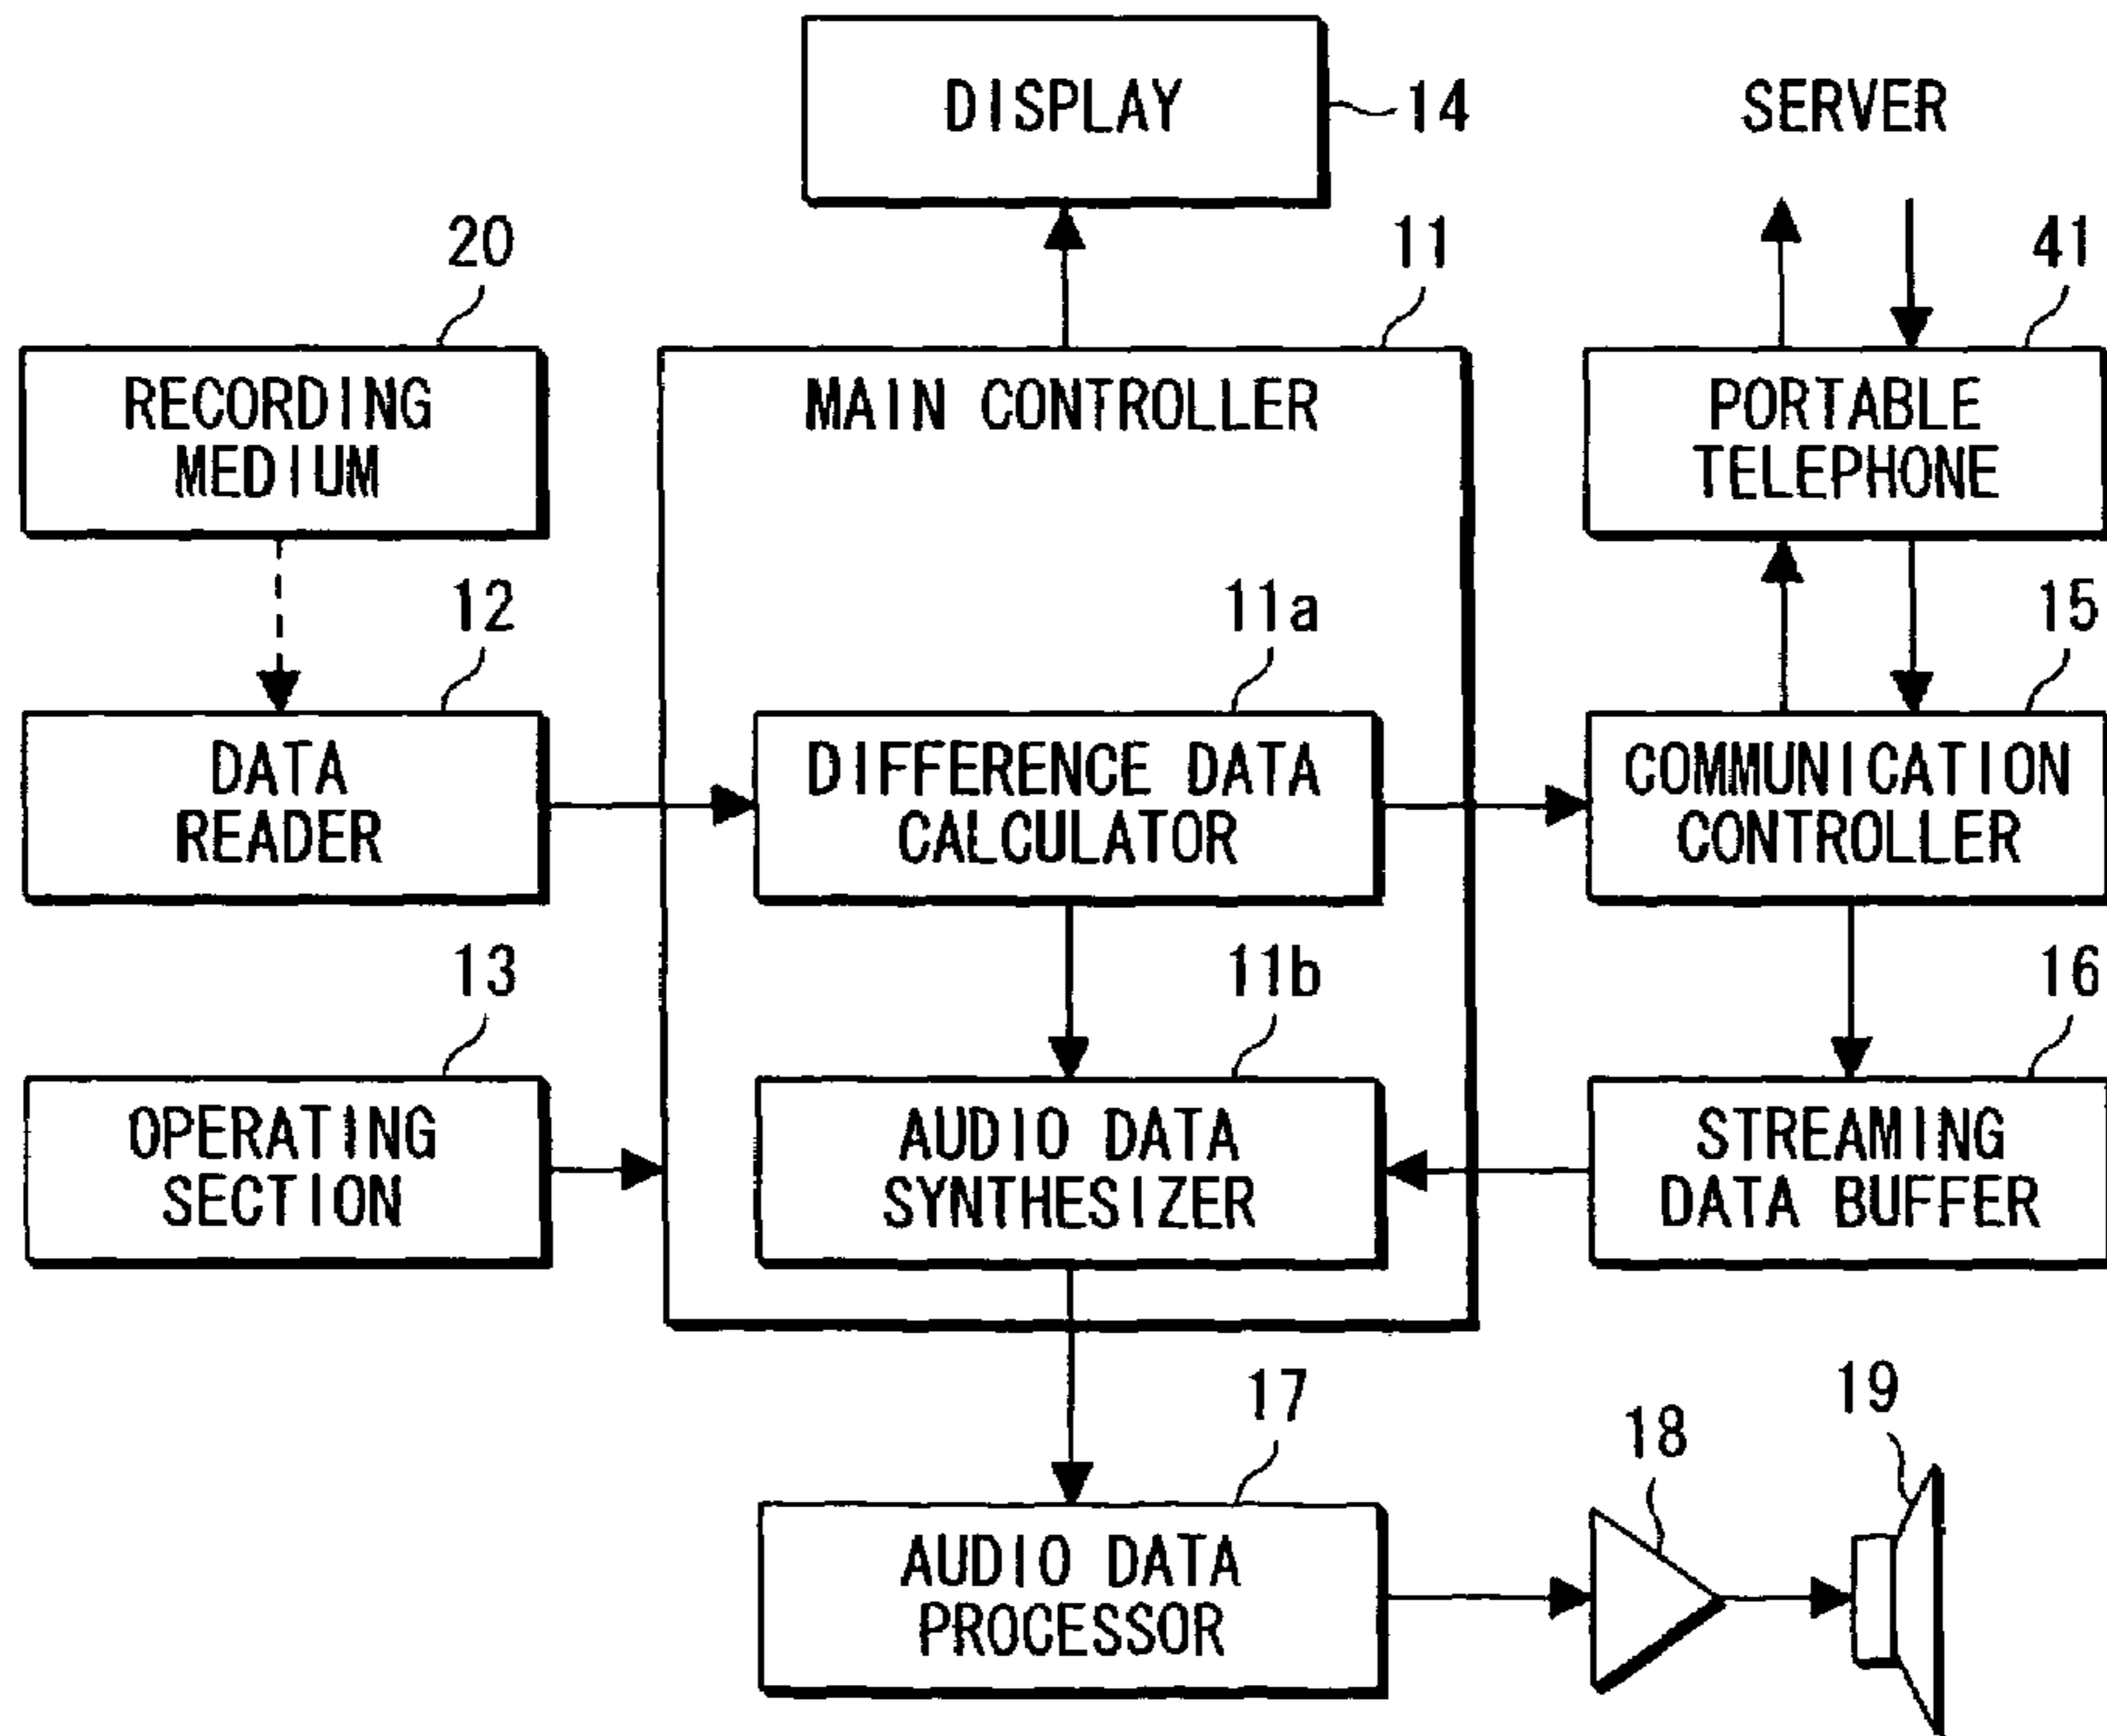 DISPLAY
14
SERVER
20
11
41
RECORDING
MEDIUM
MAIN CONTROLLER
PORTABLE
TELEPHONE
12
11a
15
DATA
READER
DIFFERENCE DATA
CALCULATOR
COMMUNICATION
CONTROLLER
13
11b
16
OPERATING
SECTION
AUDIO DATA
SYNTHESIZER
STREAMING
DATA BUFFER
17
18
19
AUDIO DATA
PROCESSOR